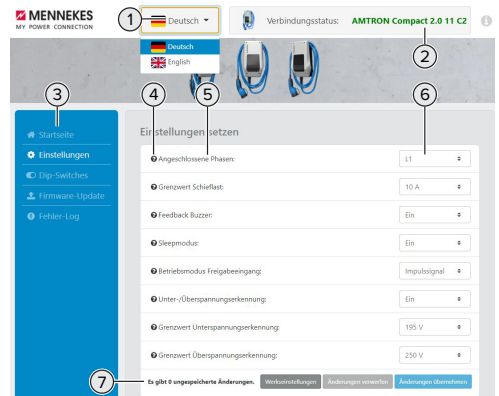 MENNEKES
MY POWER CONNECTION
1
Deutsch
Verbindungsstatus: AMTRON Compact 2.0 11 C2
Deutsch
English
2
3
4
5
6
Startseite
Einstellungen
Dip-Switches
Firmware-Update
Fehler-Log
Einstellungen setzen
Angeschlossene Phasen: L1
Grenzwert Schieflast: 10 A
Feedback Buzzer: Ein
Sleepmodus: Ein
Betriebsmodus Freigabeeingang: Impulssignal
Unter-/Überspannungserkennung: Ein
Grenzwert Unterspannungserkennung: 195 V
Grenzwert Überspannungserkennung: 250 V
7
Es gibt 0 ungespeicherte Änderungen. Werkseinstellungen Änderungen verwerfen Änderungen übernehmen